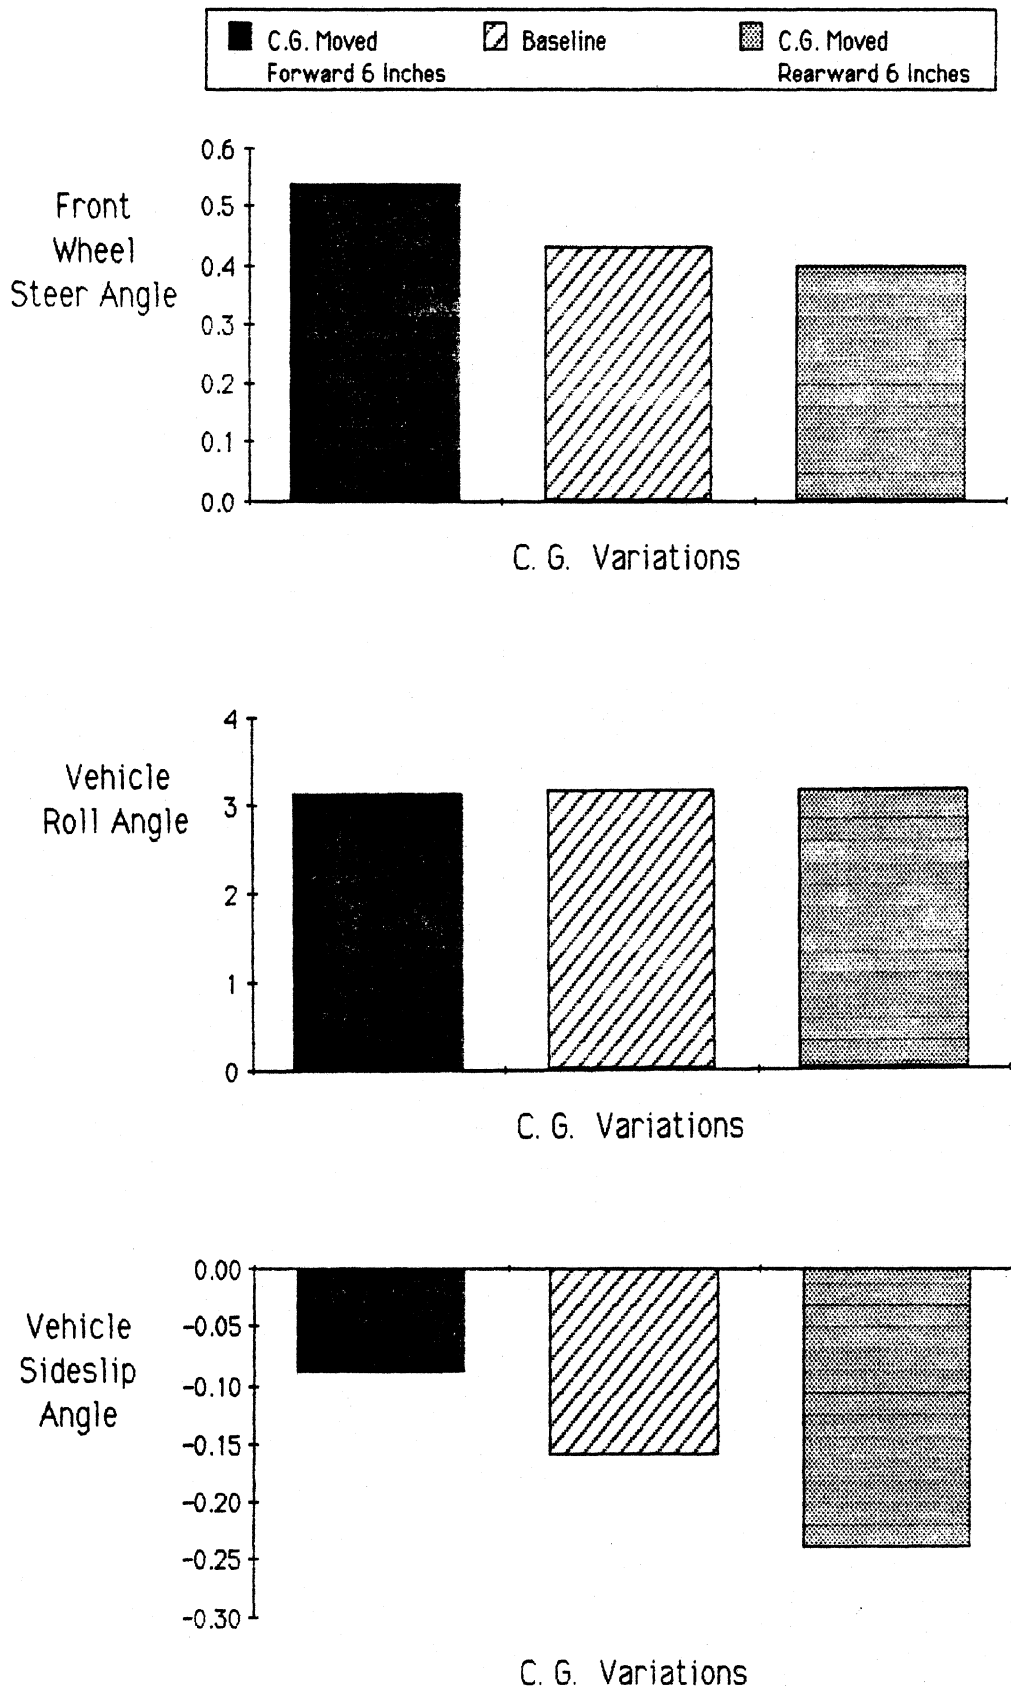 C.G. Moved
Forward 6 Inches
Baseline
C.G. Moved
Rearward 6 Inches
Front
Wheel
Steer Angle
0.6
0.5
0.4
0.3
0.2
0.1
0.0
C. G. Variations
Vehicle
Roll Angle
4
3
2
1
0
C. G. Variations
Vehicle
Sideslip
Angle
0.00
-0.05
-0.10
-0.15
-0.20
-0.25
-0.30
C. G. Variations